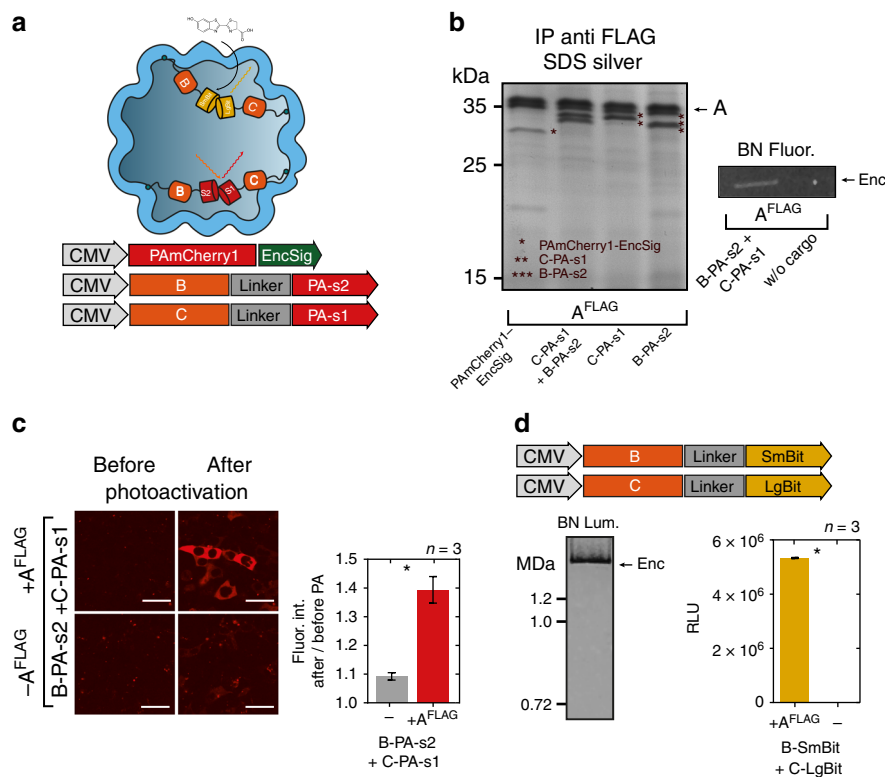 a
HO
N
S
N
S
O
OH
B
C
B
S2
S1
C
CMV PAmCherry1 EncSig
CMV B Linker PA-s2
CMV C Linker PA-s1
b
IP anti FLAG
SDS silver
kDa
35
25
15
← A
*
*
*
*
*
*
*
* PAmCherry1-EncSig
** C-PA-s1
*** B-PA-s2
A^FLAG
PAmCherry1–
EncSig
C-PA-s1
+ B-PA-s2
C-PA-s1
B-PA-s2
BN Fluor.
← Enc
A^FLAG
B-PA-s2 +
C-PA-s1
w/o cargo
c
Before After
photoactivation
+A^FLAG
−A^FLAG
B-PA-s2 +C-PA-s1
n = 3
*
1.5
1.4
1.3
1.2
1.1
1.0
Fluor. int.
after / before PA
– +A^FLAG
B-PA-s2
+ C-PA-s1
d
CMV B Linker SmBit
CMV C Linker LgBit
BN Lum.
MDa
← Enc
1.2
1.0
0.72
n = 3
*
6 × 10^6
4 × 10^6
2 × 10^6
0
RLU
+A^FLAG –
B-SmBit
+ C-LgBit